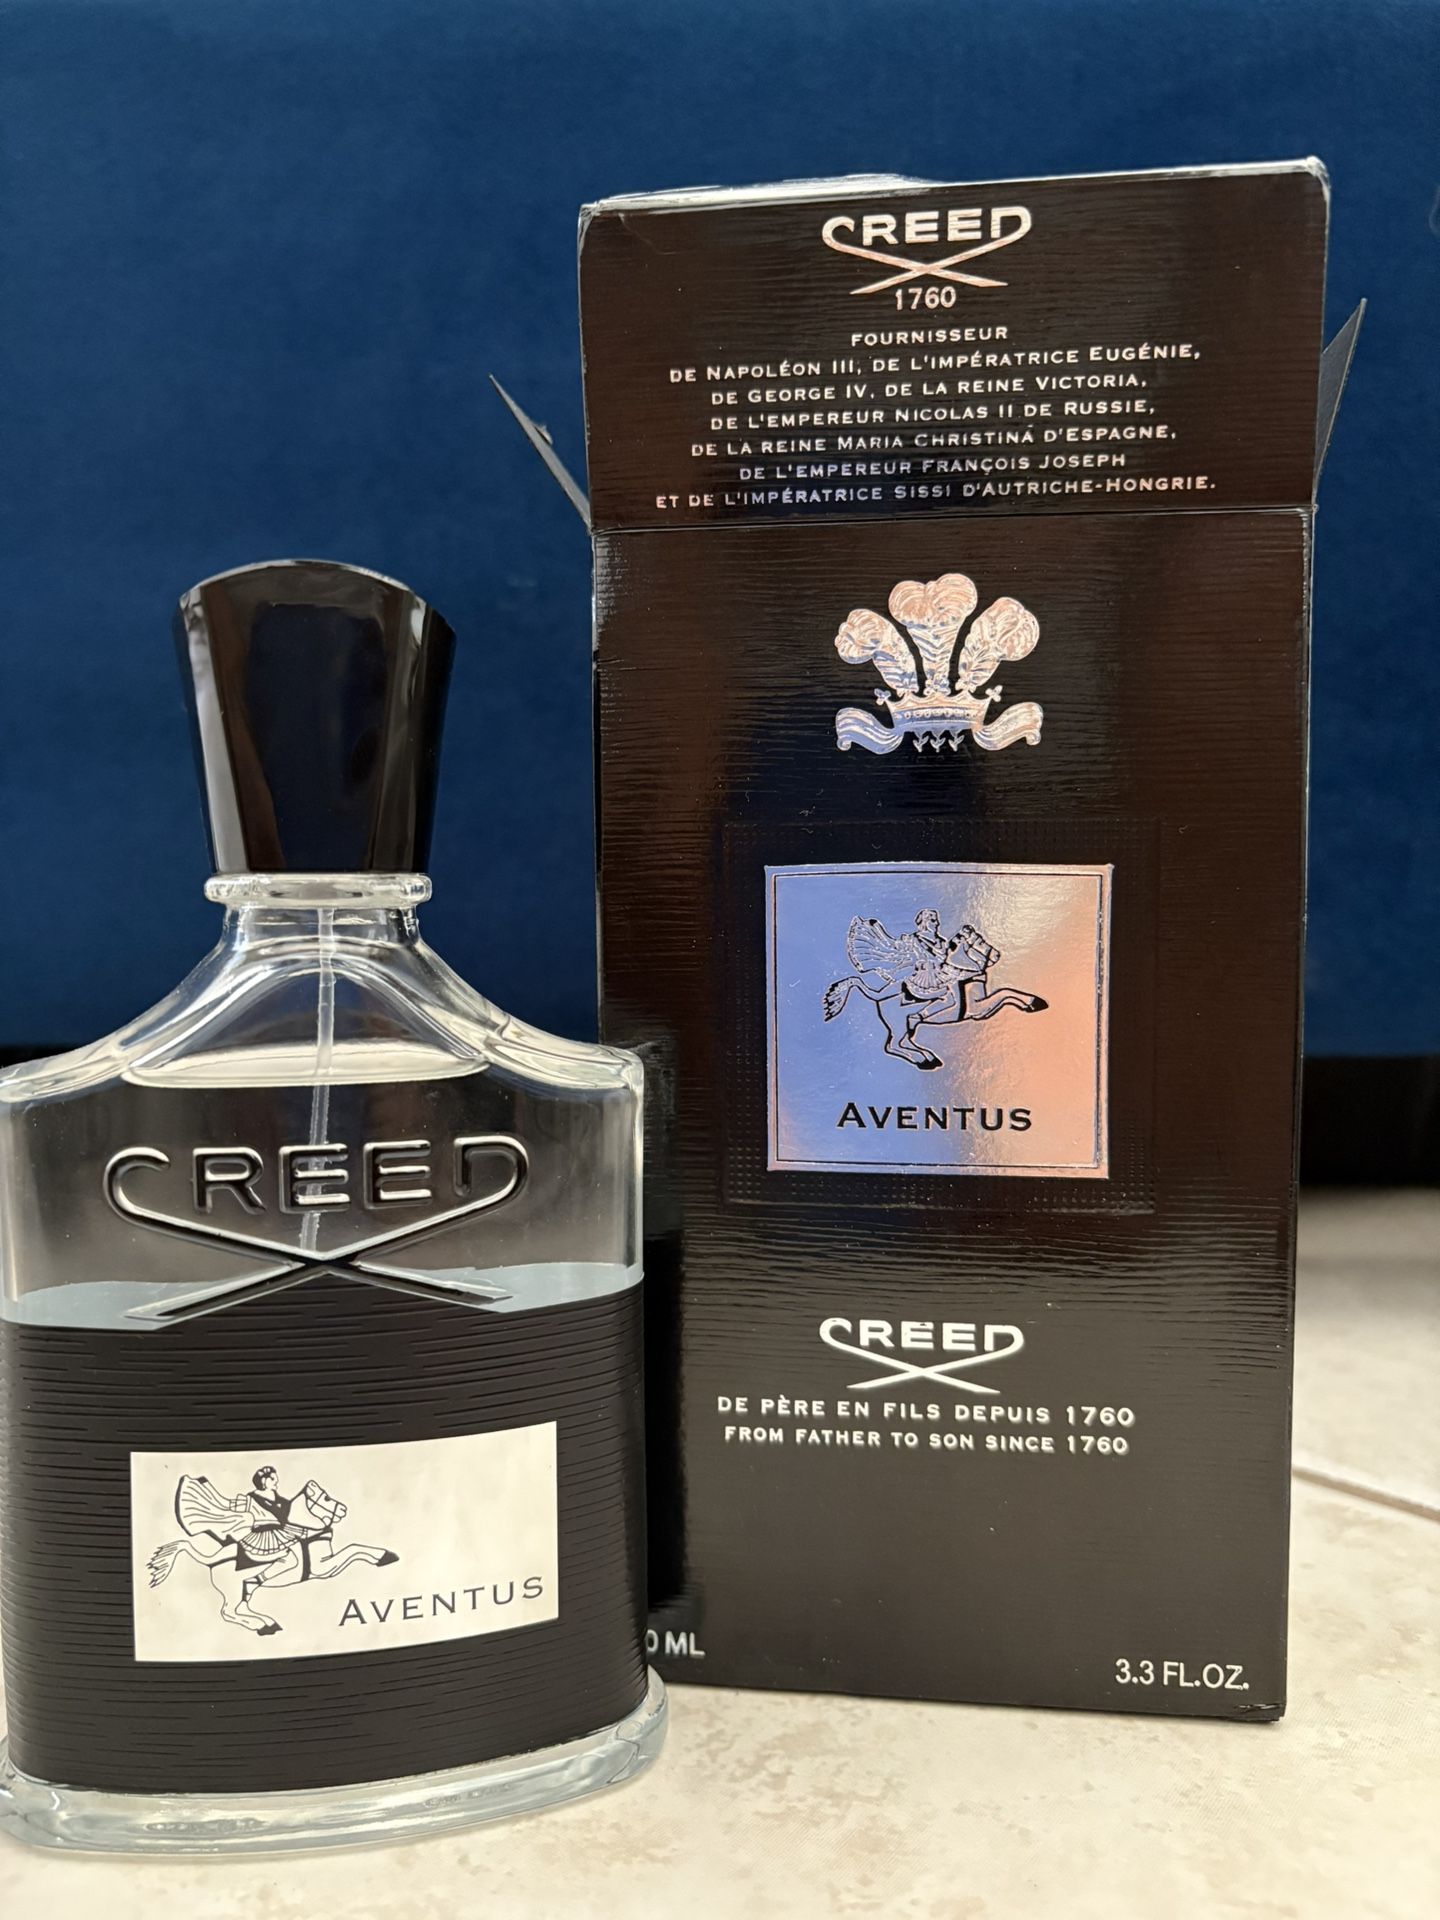 CREED
1760
FOURNISSEUR
DE NAPOLÉON III, DE L'IMPÉRATRICE EUGÉNIE,
DE GEORGE IV, DE LA REINE VICTORIA,
DE L'EMPEREUR NICOLAS II DE RUSSIE,
DE LA REINE MARIA CHRISTINA D'ESPAGNE,
DE L'EMPEREUR FRANÇOIS JOSEPH
ET DE L'IMPÉRATRICE SISSI D'AUTRICHE-HONGRIE.
AVENTUS
CREED
DE PÈRE EN FILS DEPUIS 1760
FROM FATHER TO SON SINCE 1760
0 ML
3.3 FL.OZ.
CREED
AVENTUS